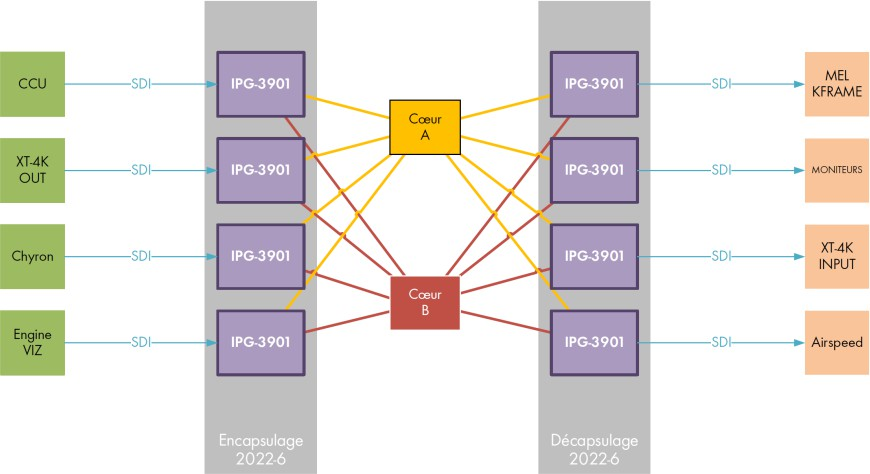 CCU
SDI
IPG-3901
IPG-3901
SDI
MEL
KFRAME
Cœur
A
XT-4K
OUT
SDI
IPG-3901
IPG-3901
SDI
MONITEURS
Chyron
SDI
IPG-3901
IPG-3901
SDI
XT-4K
INPUT
Cœur
B
Engine
VIZ
SDI
IPG-3901
IPG-3901
SDI
Airspeed
Encapsulage
2022-6
Décapsulage
2022-6